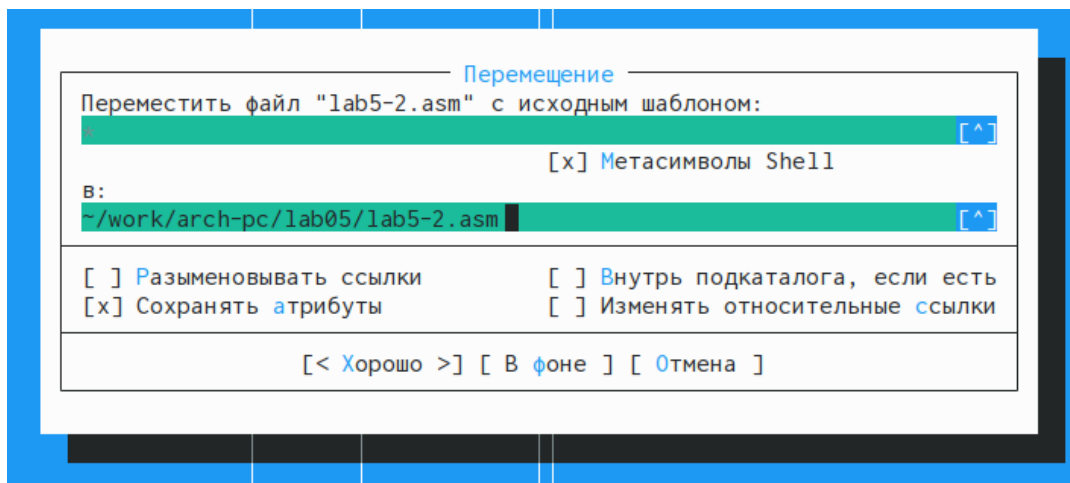 Перемещение
Переместить файл "lab5-2.asm" с исходным шаблоном:
* [^]
[x] Метасимволы Shell
в:
~/work/arch-pc/lab05/lab5-2.asm [^]
[ ] Разыменовывать ссылки [ ] Внутрь подкаталога, если есть
[x] Сохранять атрибуты [ ] Изменять относительные ссылки
[< Хорошо >] [ В фоне ] [ Отмена ]